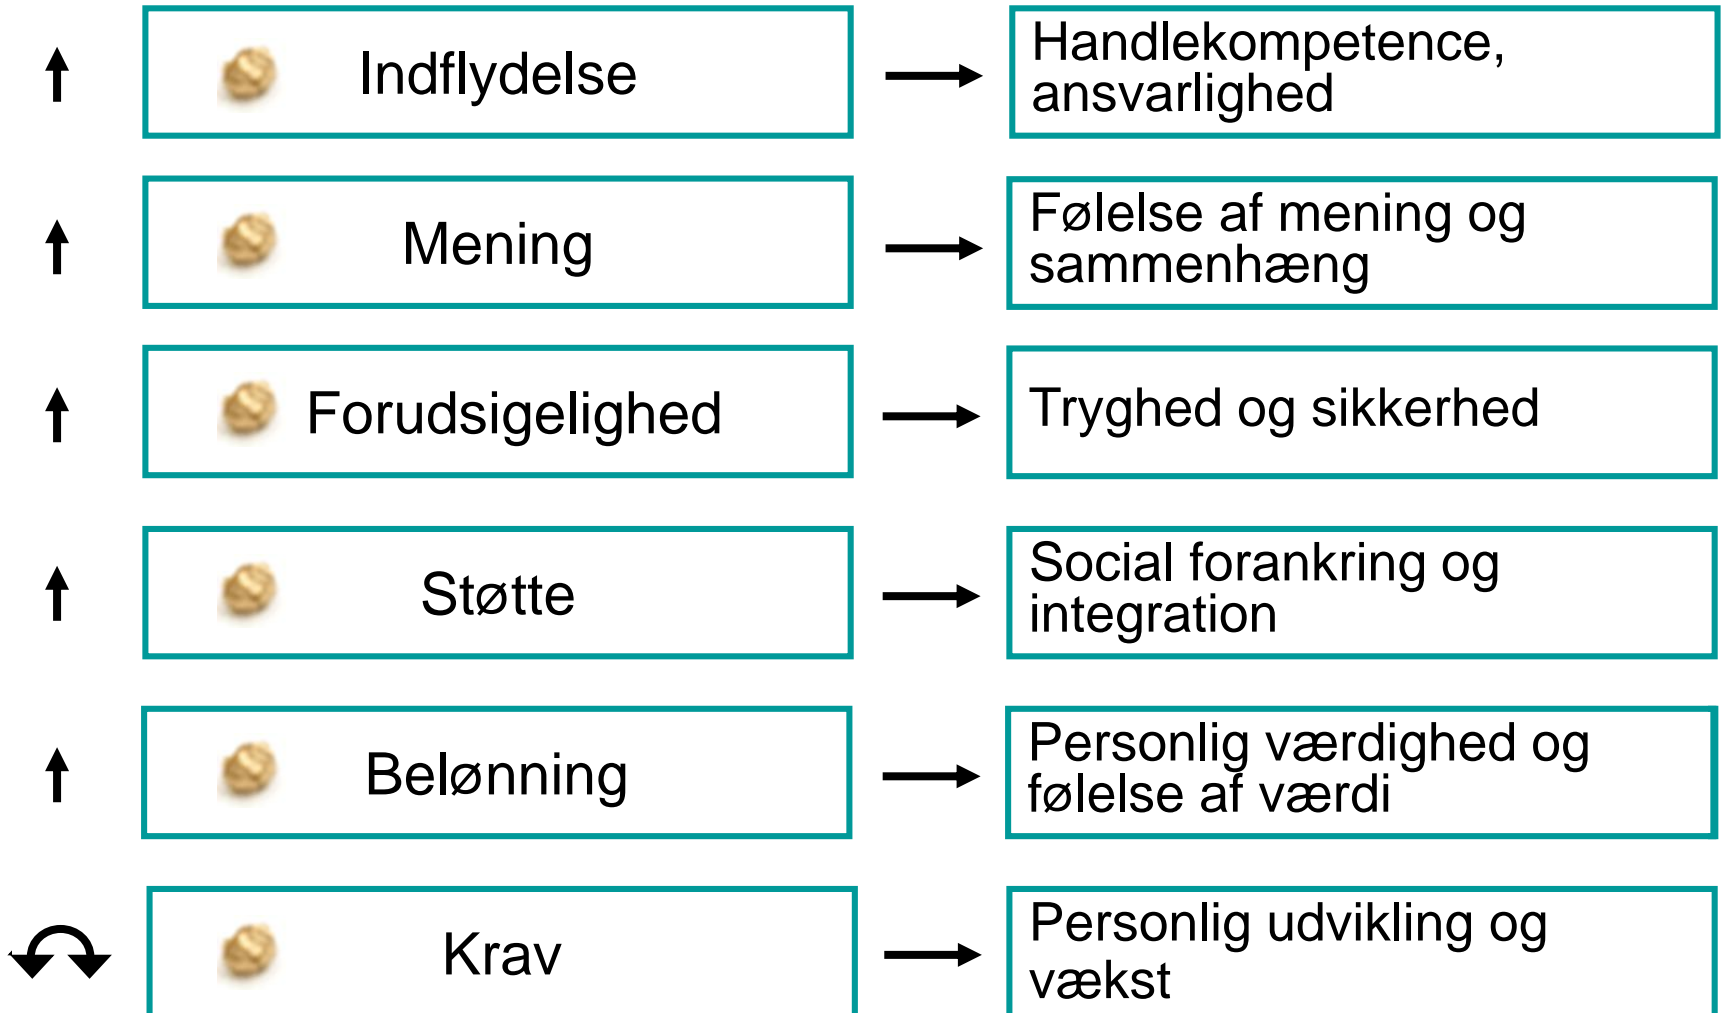 Indflydelse
Handlekompetence,
ansvarlighed
Mening
Følelse af mening og
sammenhæng
Forudsigelighed
Tryghed og sikkerhed
Støtte
Social forankring og
integration
Belønning
Personlig værdighed og
følelse af værdi
Krav
Personlig udvikling og
vækst